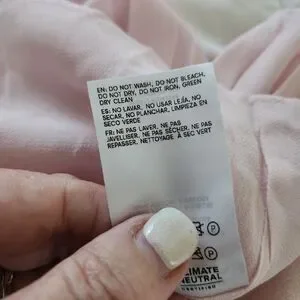 EN: DO NOT WASH, DO NOT BLEACH,
DO NOT DRY, DO NOT IRON, GREEN
DRY CLEAN
ES: NO LAVAR, NO USAR LEJÍA, NO
SECAR, NO PLANCHAR, LIMPIEZA EN
SECO VERDE
FR: NE PAS LAVER, NE PAS
JAVELLISER, NE PAS SÉCHER, NE PAS
REPASSER, NETTOYAGE À SEC VERT
P
P
CLIMATE
NEUTRAL
CERTIFIED